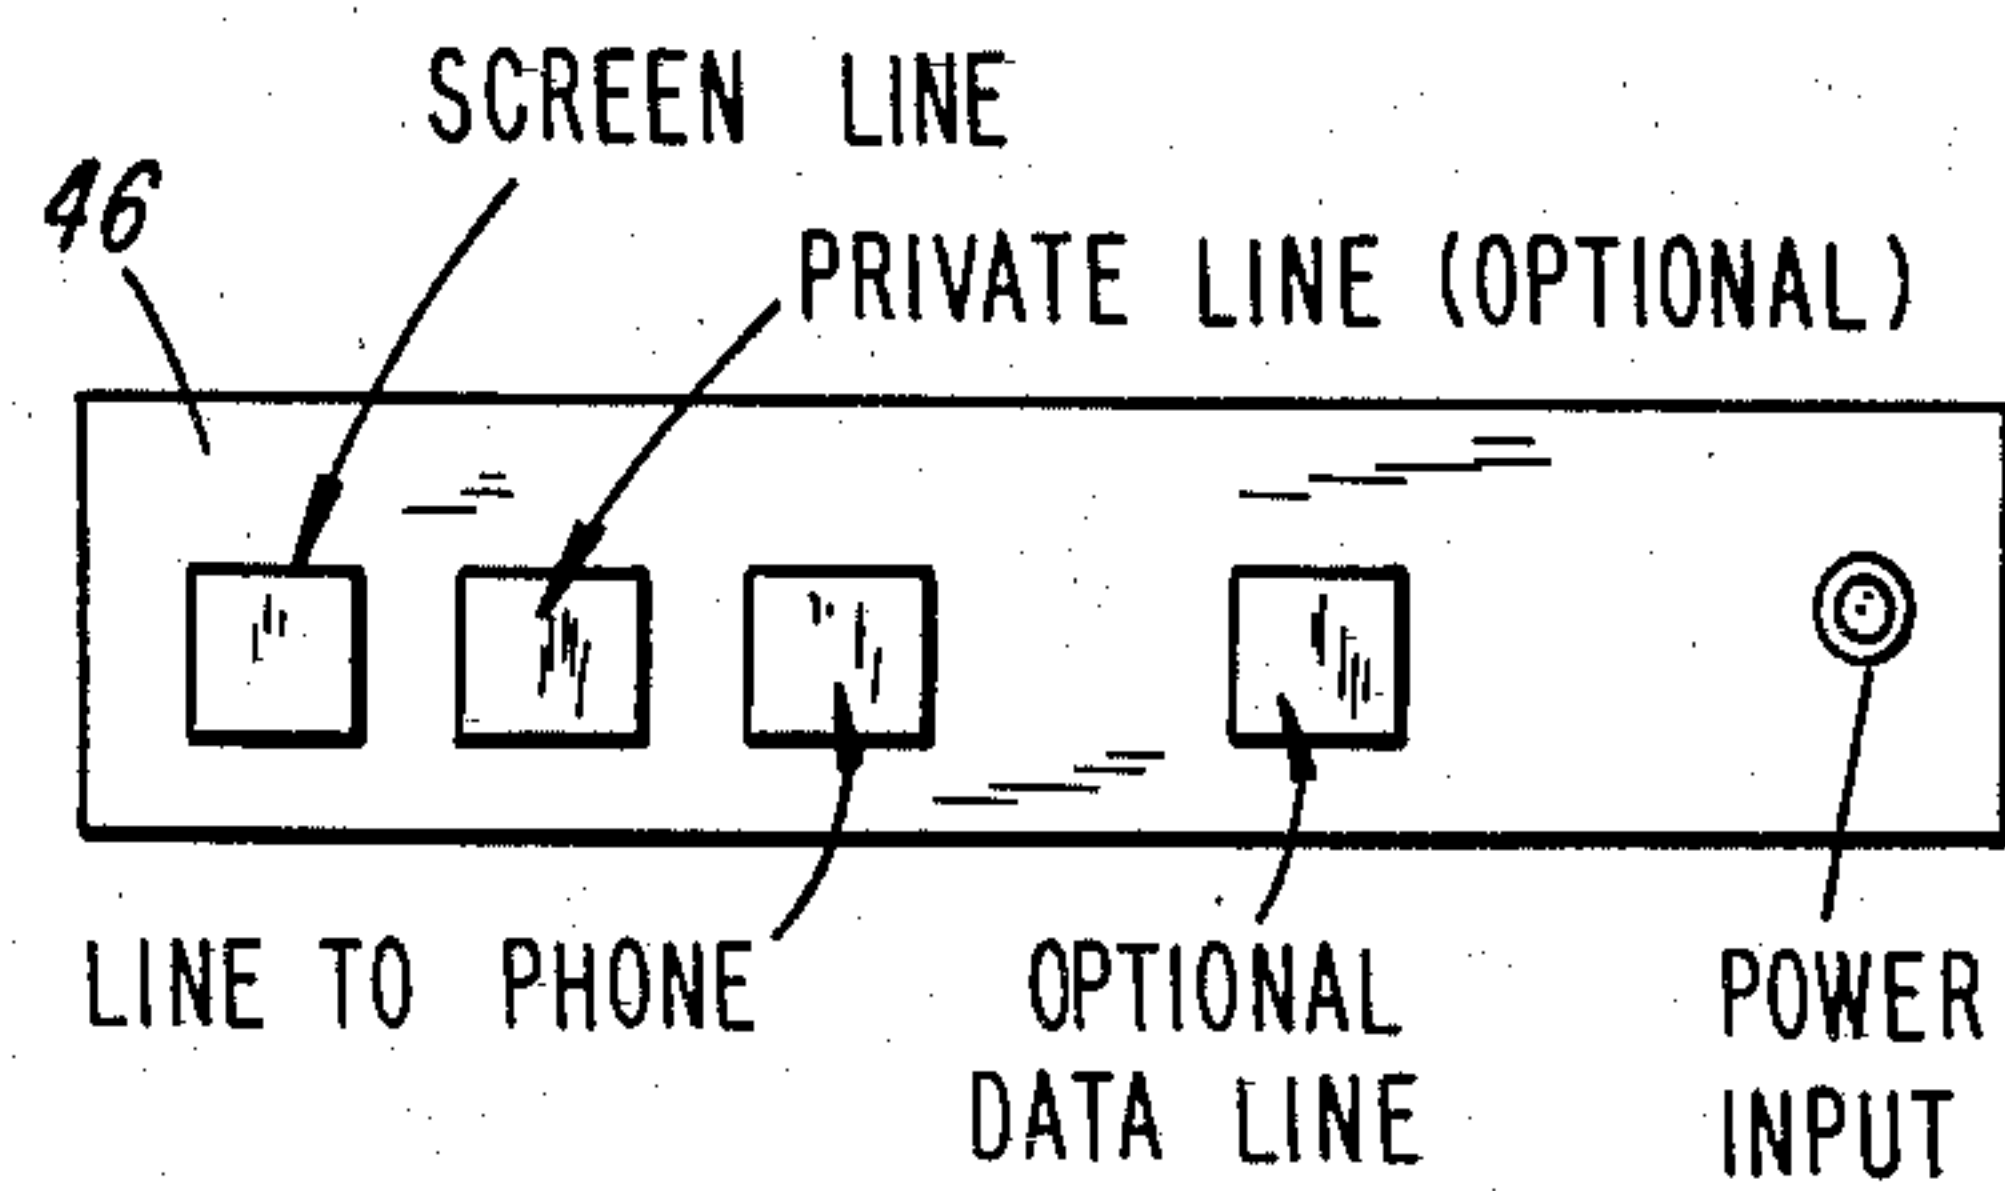 SCREEN LINE
46
PRIVATE LINE (OPTIONAL)
LINE TO PHONE
OPTIONAL
DATA LINE
POWER
INPUT